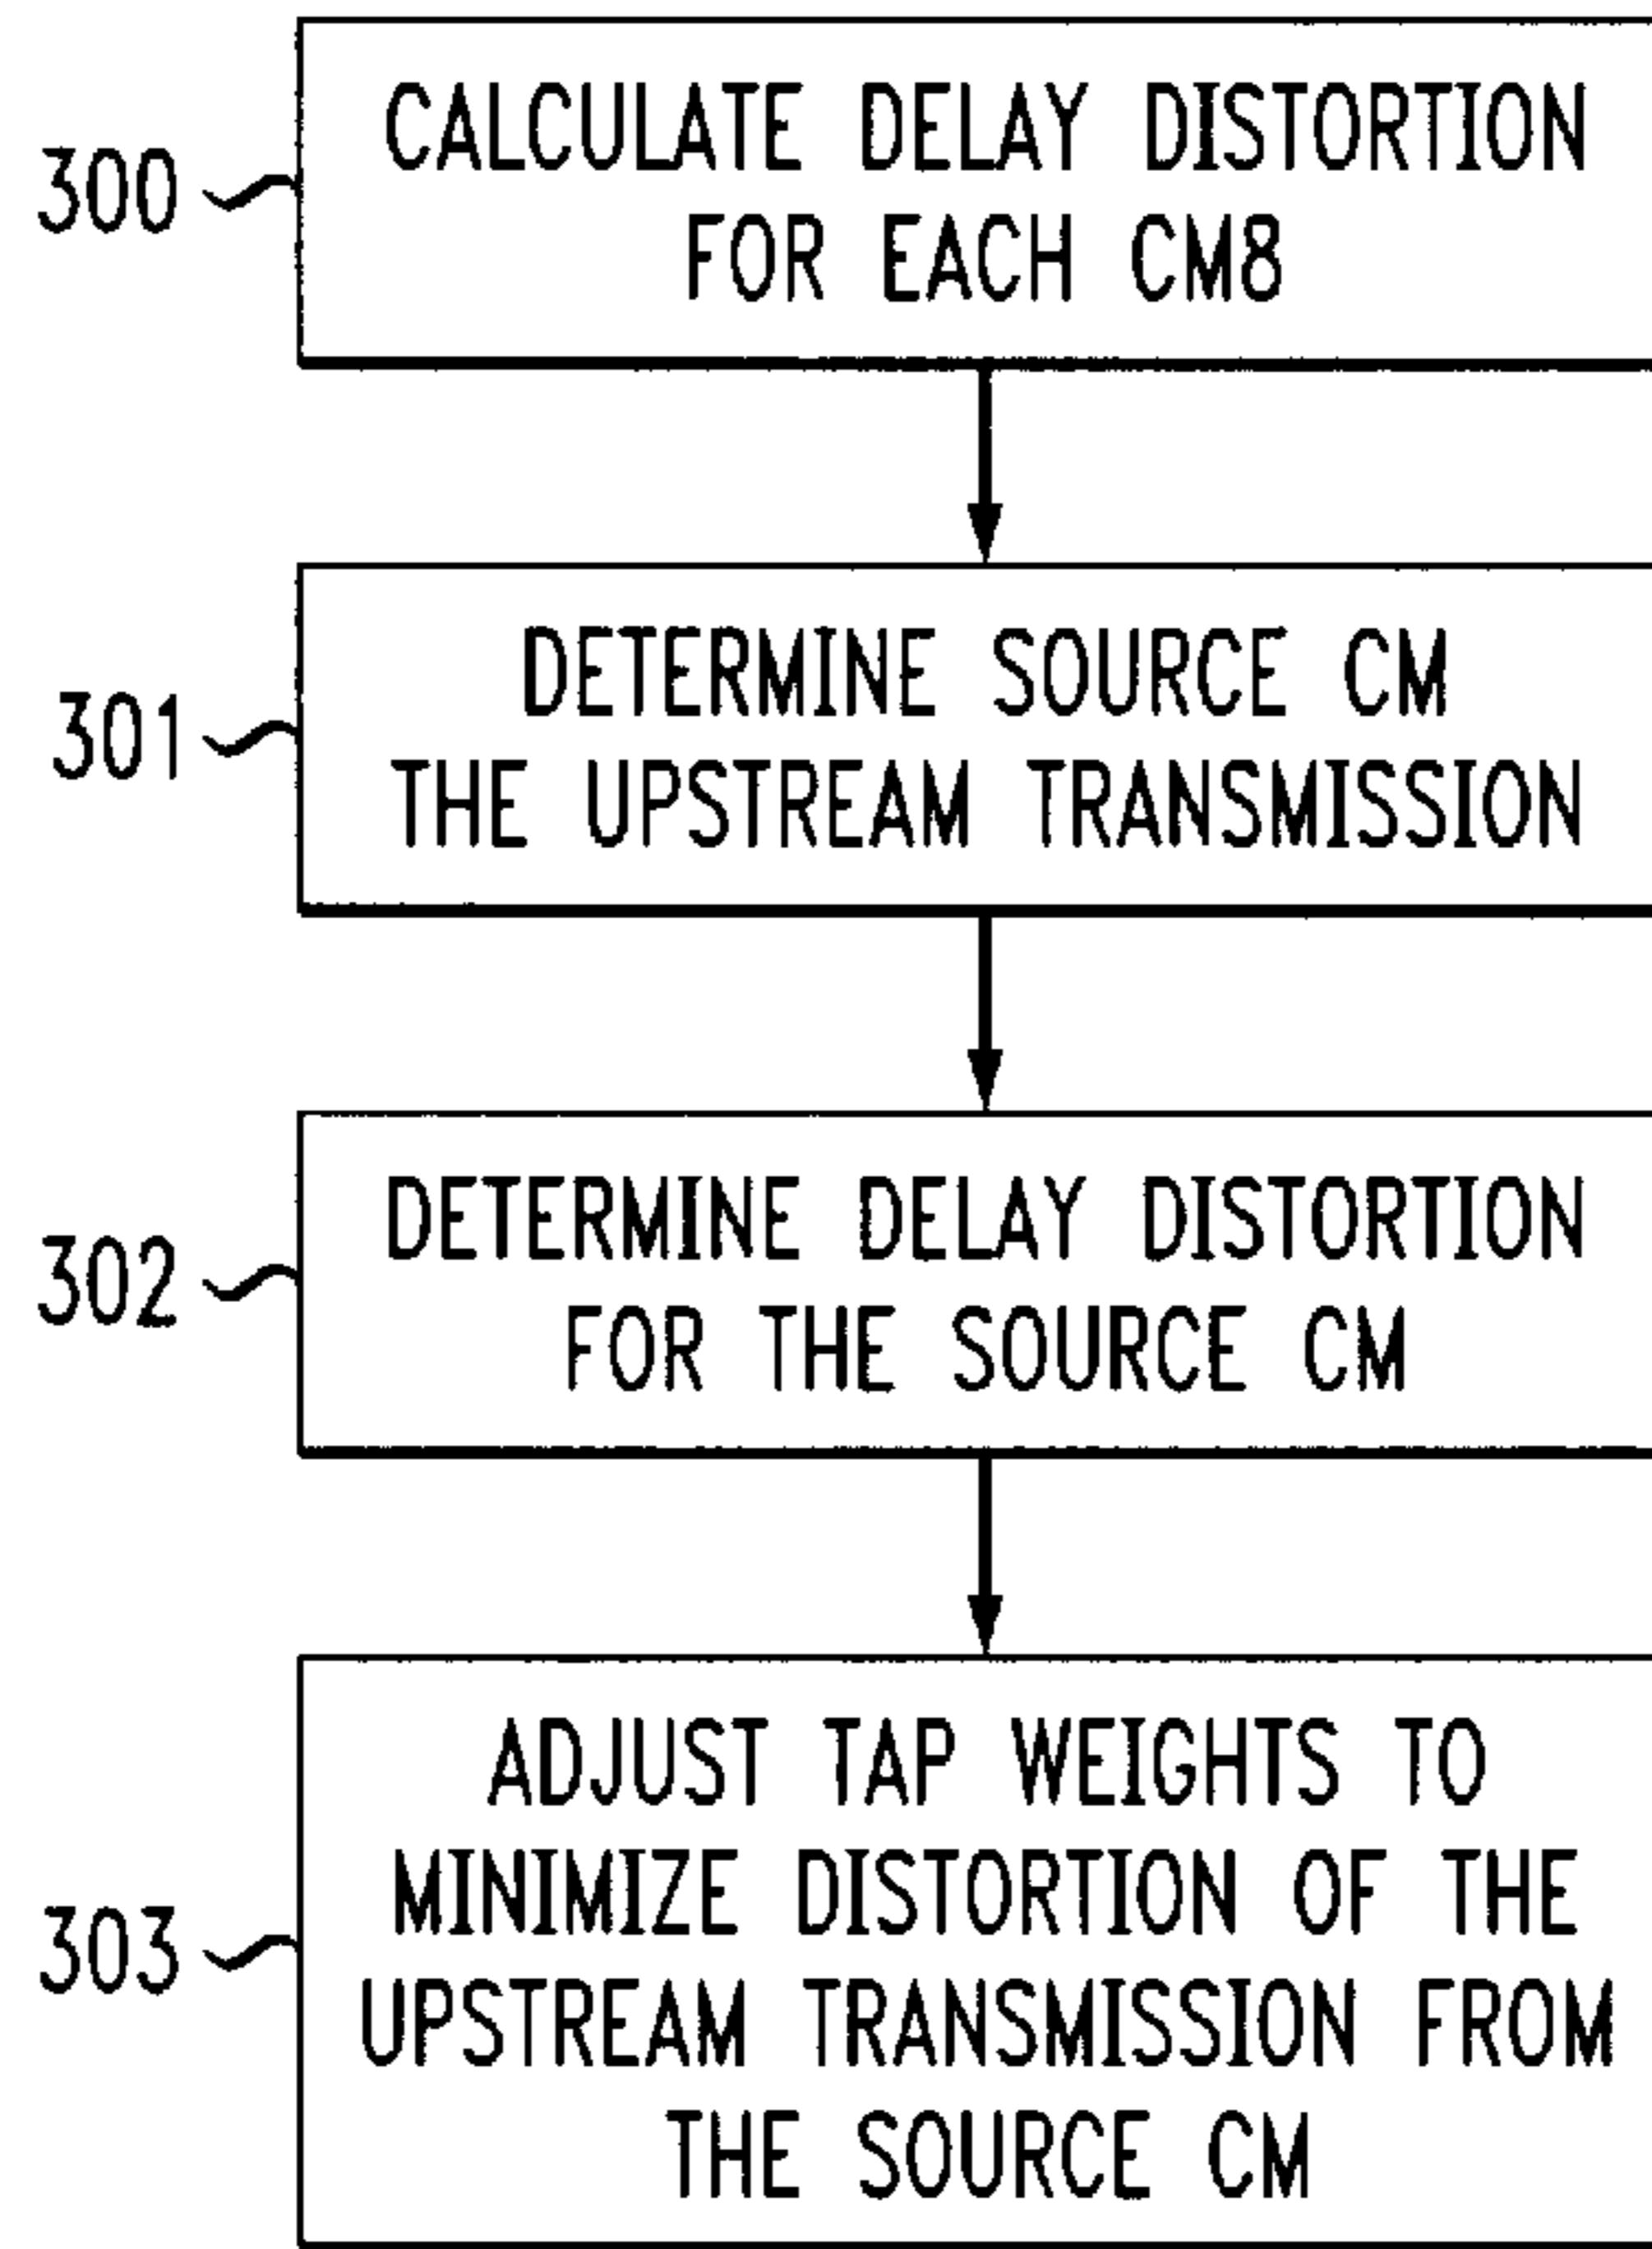 300
CALCULATE DELAY DISTORTION
FOR EACH CM8
301
DETERMINE SOURCE CM
THE UPSTREAM TRANSMISSION
302
DETERMINE DELAY DISTORTION
FOR THE SOURCE CM
303
ADJUST TAP WEIGHTS TO
MINIMIZE DISTORTION OF THE
UPSTREAM TRANSMISSION FROM
THE SOURCE CM